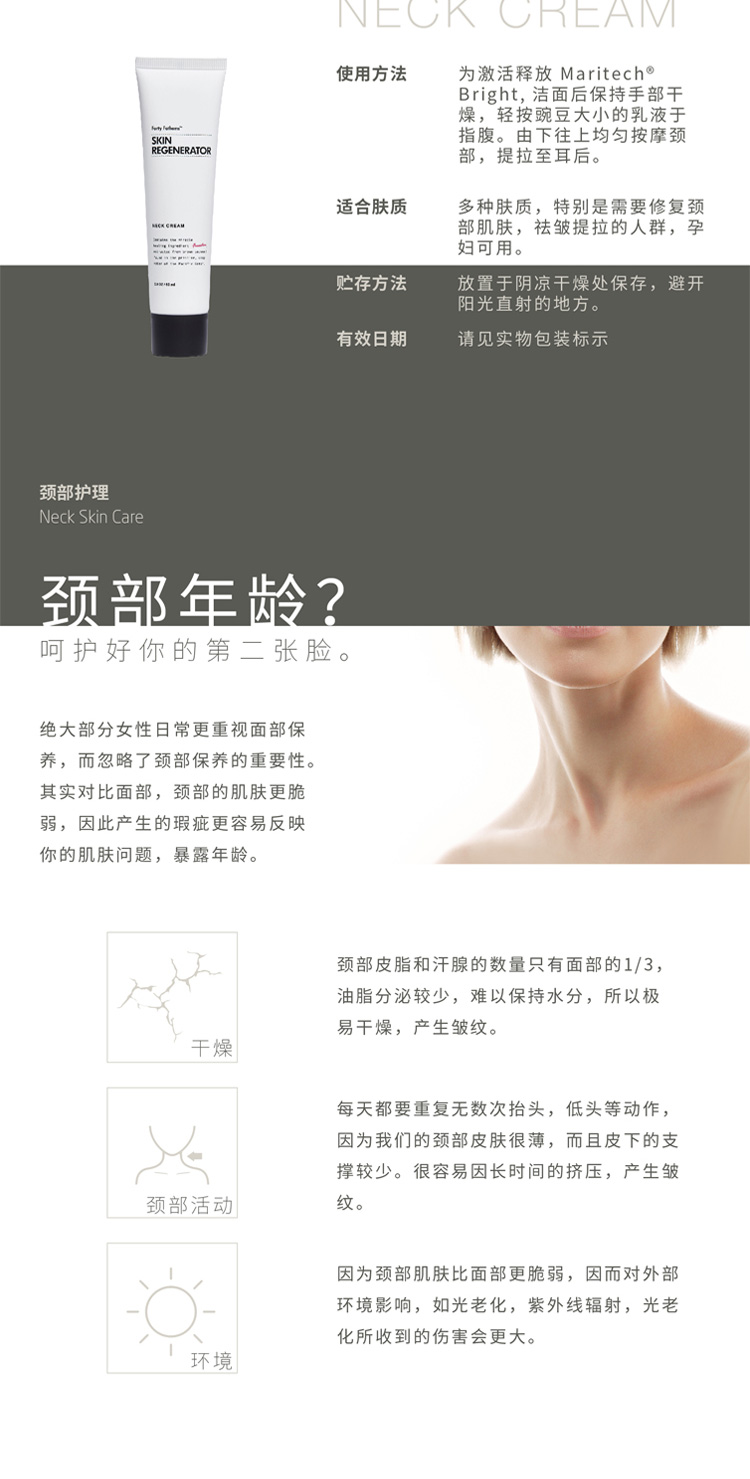 NECK CREAM
使用方法
为激活释放 Maritech®
Bright, 洁面后保持手部干
燥，轻按豌豆大小的乳液于
指腹。由下往上均匀按摩颈
部，提拉至耳后。
Forty Fathoms™
SKIN
REGENERATOR
NECK CREAM
适合肤质
多种肤质，特别是需要修复颈
部肌肤，祛皱提拉的人群，孕
妇可用。
贮存方法
放置于阴凉干燥处保存，避开
阳光直射的地方。
有效日期
请见实物包装标示
颈部护理
Neck Skin Care
颈部年龄？
呵护好你的第二张脸。
绝大部分女性日常更重视面部保
养，而忽略了颈部保养的重要性。
其实对比面部，颈部的肌肤更脆
弱，因此产生的瑕疵更容易反映
你的肌肤问题，暴露年龄。
干燥
颈部皮脂和汗腺的数量只有面部的1/3，
油脂分泌较少，难以保持水分，所以极
易干燥，产生皱纹。
颈部活动
每天都要重复无数次抬头，低头等动作，
因为我们的颈部皮肤很薄，而且皮下的支
撑较少。很容易因长时间的挤压，产生皱
纹。
环境
因为颈部肌肤比面部更脆弱，因而对外部
环境影响，如光老化，紫外线辐射，光老
化所收到的伤害会更大。